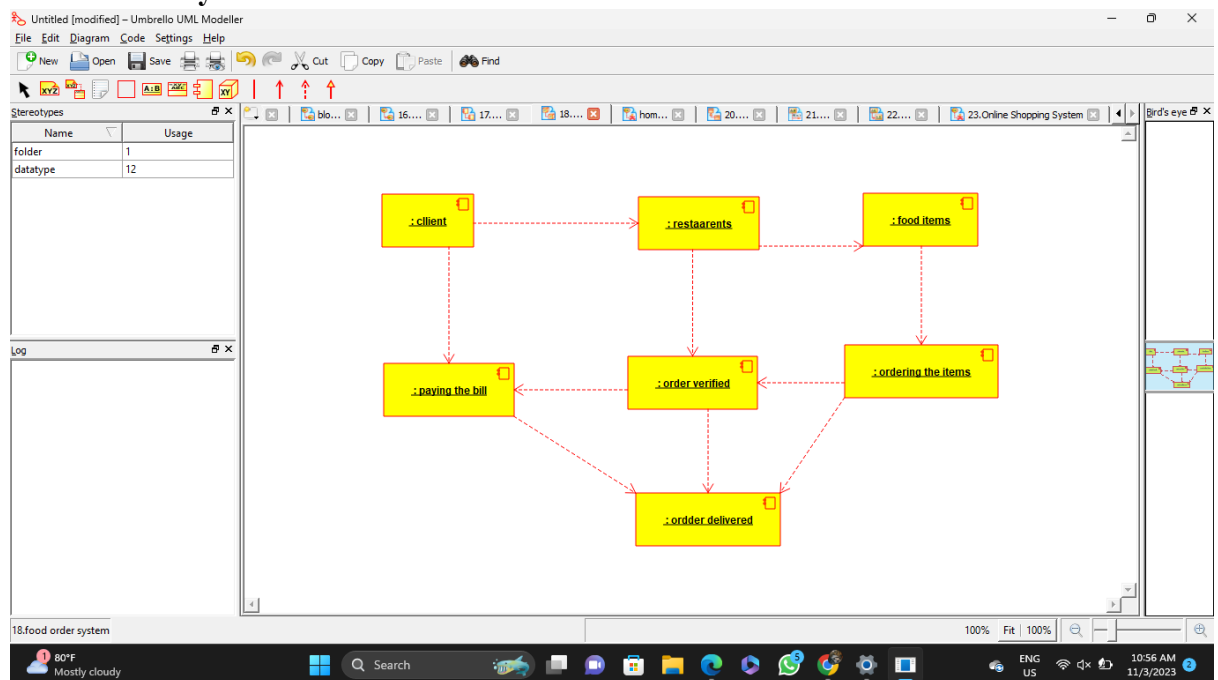 Untitled [modified] – Umbrello UML Modeller
File Edit Diagram Code Settings Help
New Open Save Cut Copy Paste Find
Stereotypes
blo... 16.... 17.... 18.... hom... 20.... 21.... 22.... 23.Online Shopping System
Bird's eye
Name Usage
folder 1
datatype 12
: cllient
: restaarents
: food items
Log
: paying the bill
: order verified
: ordering the items
: ordder delivered
18.food order system
100% Fit 100%
1
80°F
Mostly cloudy
Search
5
ENG
US
10:56 AM
11/3/2023
2